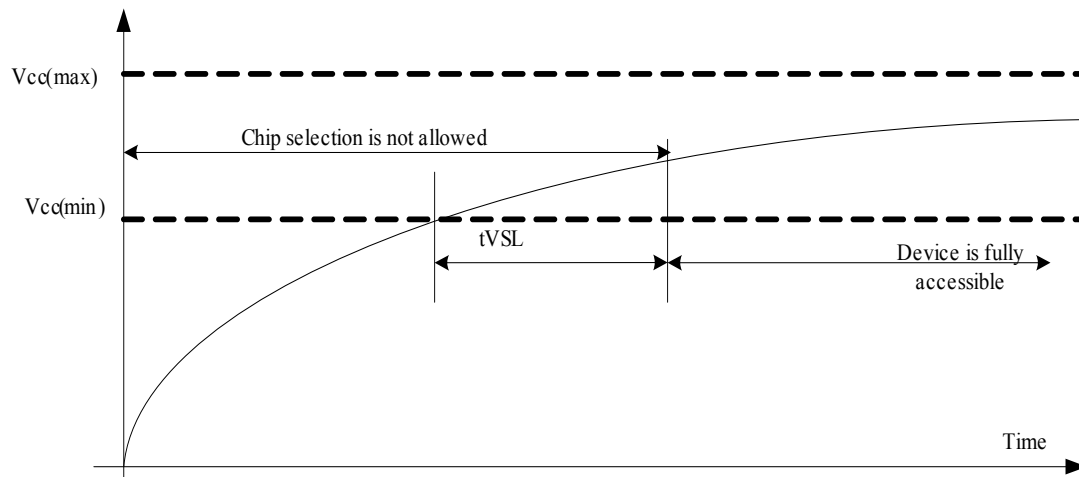 Vcc(max)
Chip selection is not allowed
Vcc(min)
tVSL
Device is fully
accessible
Time